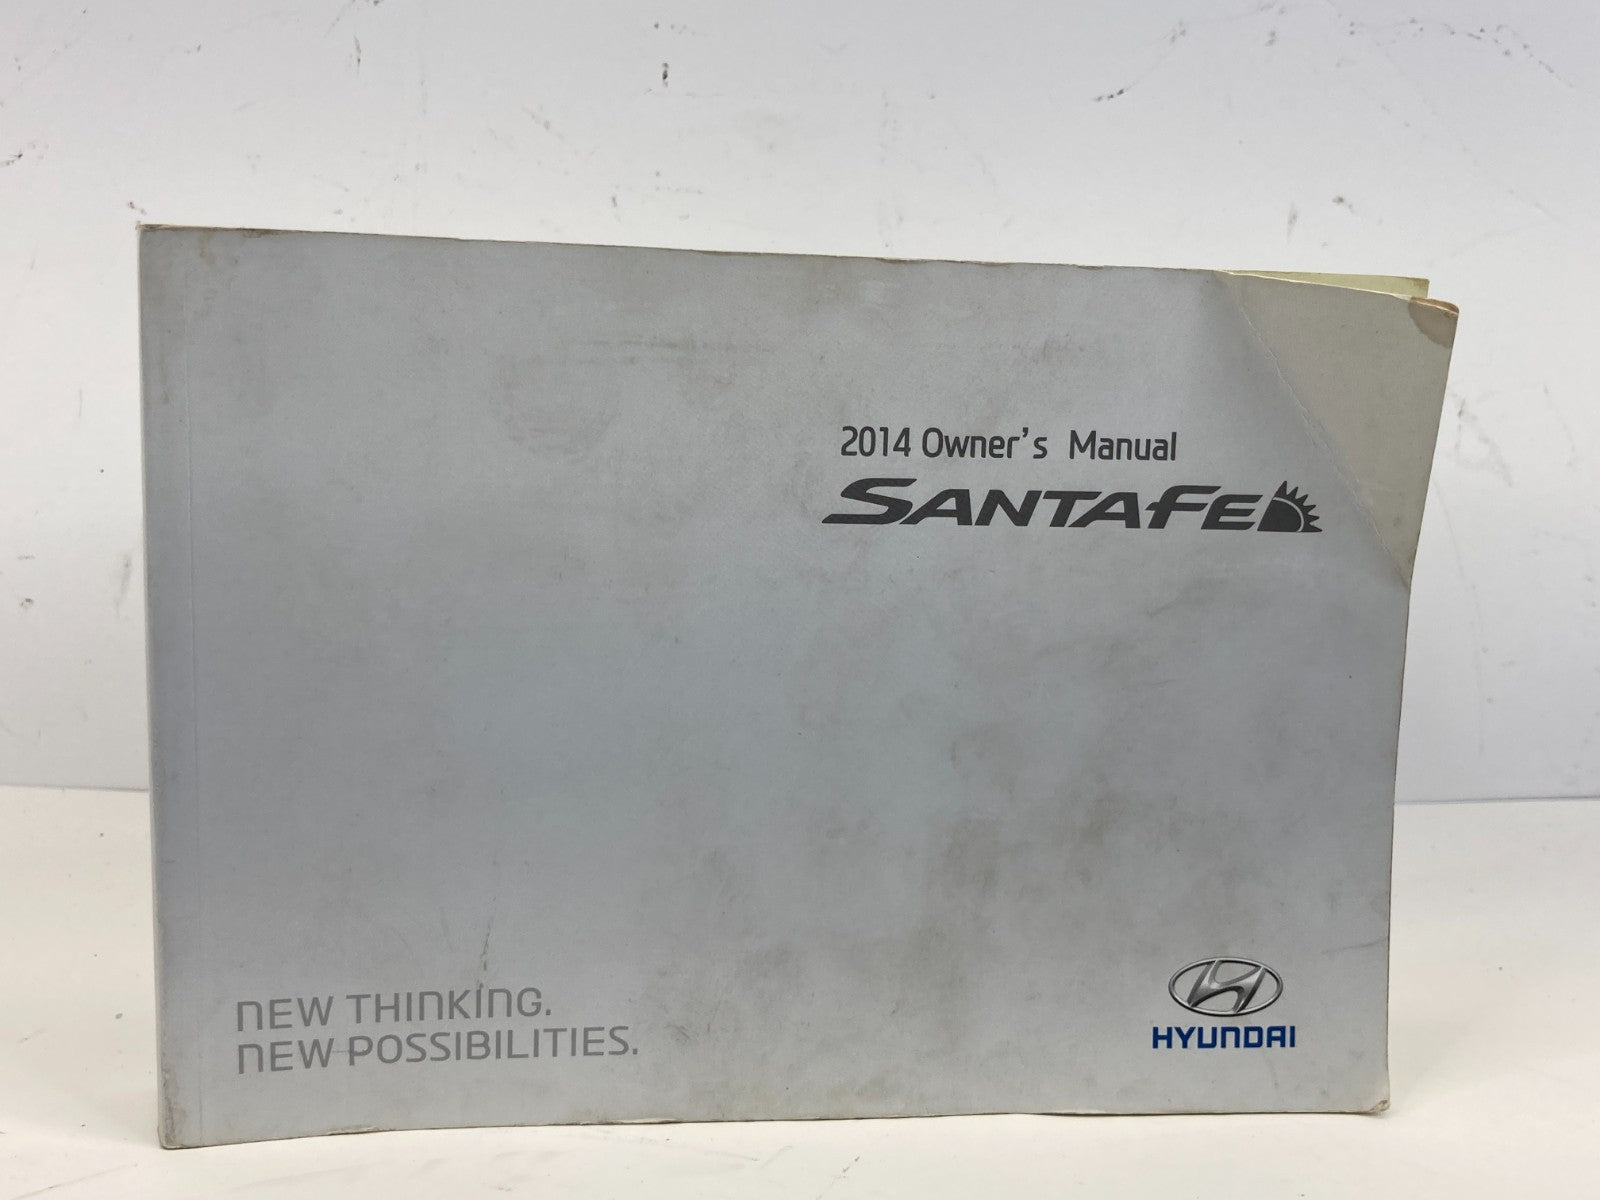 2014 Owner's Manual
SANTAFE
NEW THINKING.
NEW POSSIBILITIES.
HYUNDAI